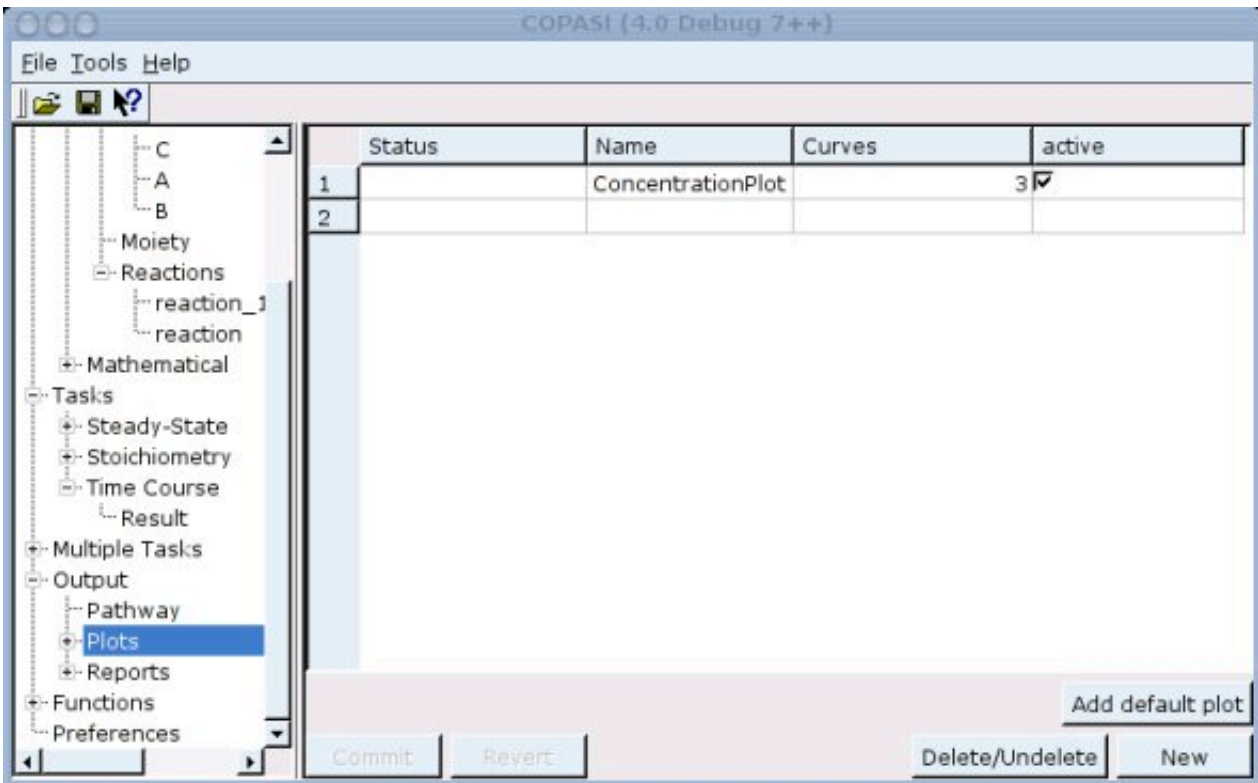 COPASI (4.0 Debug 7++)
File Tools Help
C
A
B
Moiety
Reactions
reaction_1
reaction
Mathematical
Tasks
Steady-State
Stoichiometry
Time Course
Result
Multiple Tasks
Output
Pathway
Plots
Reports
Functions
Preferences
Status Name Curves active
1 ConcentrationPlot 3
2
Add default plot
Commit Revert Delete/Undelete New